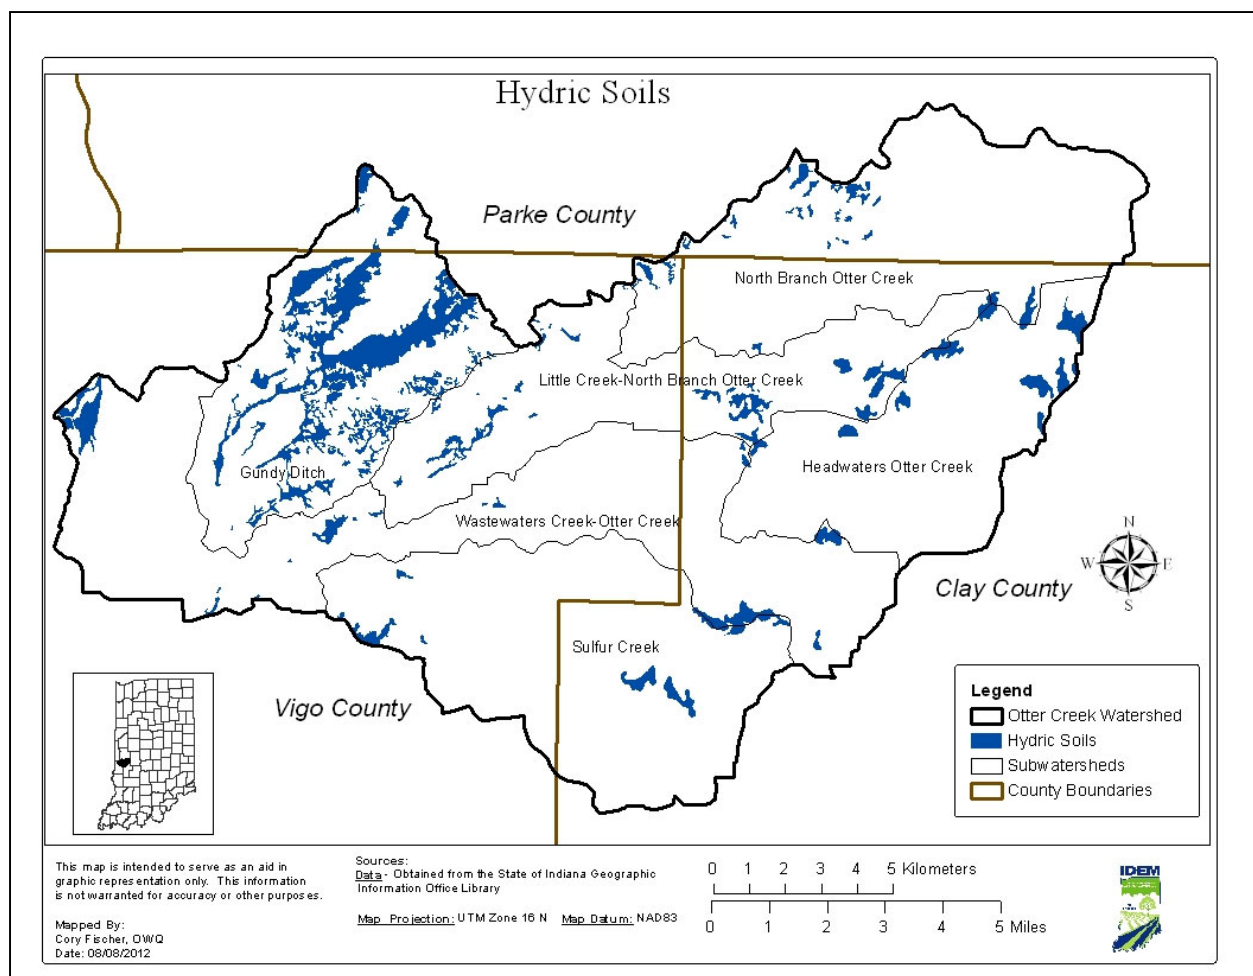 Hydric Soils
Parke County
North Branch Otter Creek
Little Creek-North Branch Otter Creek
Gundy Ditch
Headwaters Otter Creek
Wastewaters Creek-Otter Creek
N
W
E
S
Clay County
Sulfur Creek
Vigo County
Legend
Otter Creek Watershed
Hydric Soils
Subwatersheds
County Boundaries
This map is intended to serve as an aid in
graphic representation only. This information
is not warranted for accuracy or other purposes.
Mapped By:
Cory Fischer, OWQ
Date: 08/08/2012
Sources:
Data - Obtained from the State of Indiana Geographic
Information Office Library
Map Projection: UTM Zone 16 N Map Datum: NAD83
0 1 2 3 4 5 Kilometers
0 1 2 3 4 5 Miles
IDEM